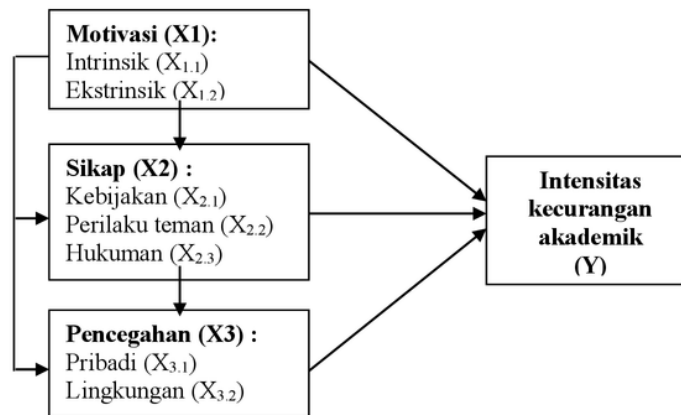 Motivasi (X1):
Intrinsik (X1.1)
Ekstrinsik (X1.2)
Sikap (X2) :
Kebijakan (X2.1)
Perilaku teman (X2.2)
Hukuman (X2.3)
Pencegahan (X3) :
Pribadi (X3.1)
Lingkungan (X3.2)
Intensitas
kecurangan
akademik
(Y)